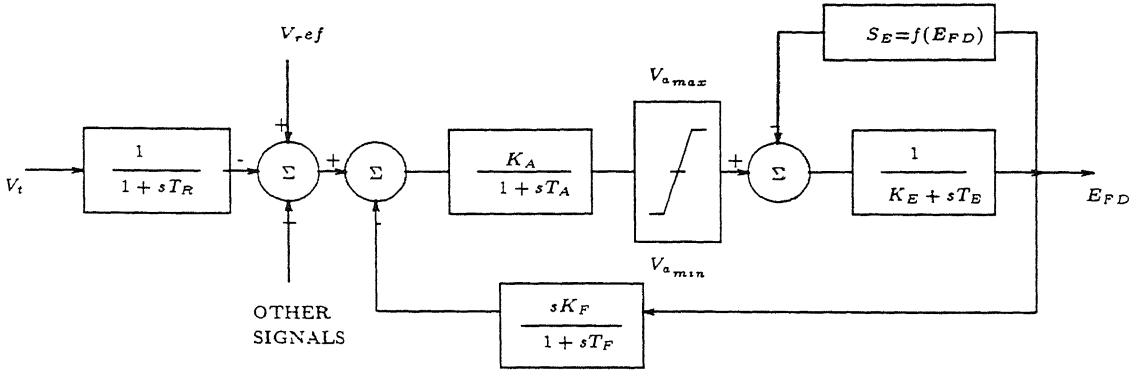 V_ref
S_E=f(E_FD)
V_a_max
+
-
-
+
+
Σ
Σ
K_A
1 + sT_A
Σ
1
K_E + sT_E
1
1 + sT_R
V_t
E_FD
+
-
V_a_min
OTHER
SIGNALS
sK_F
1 + sT_F